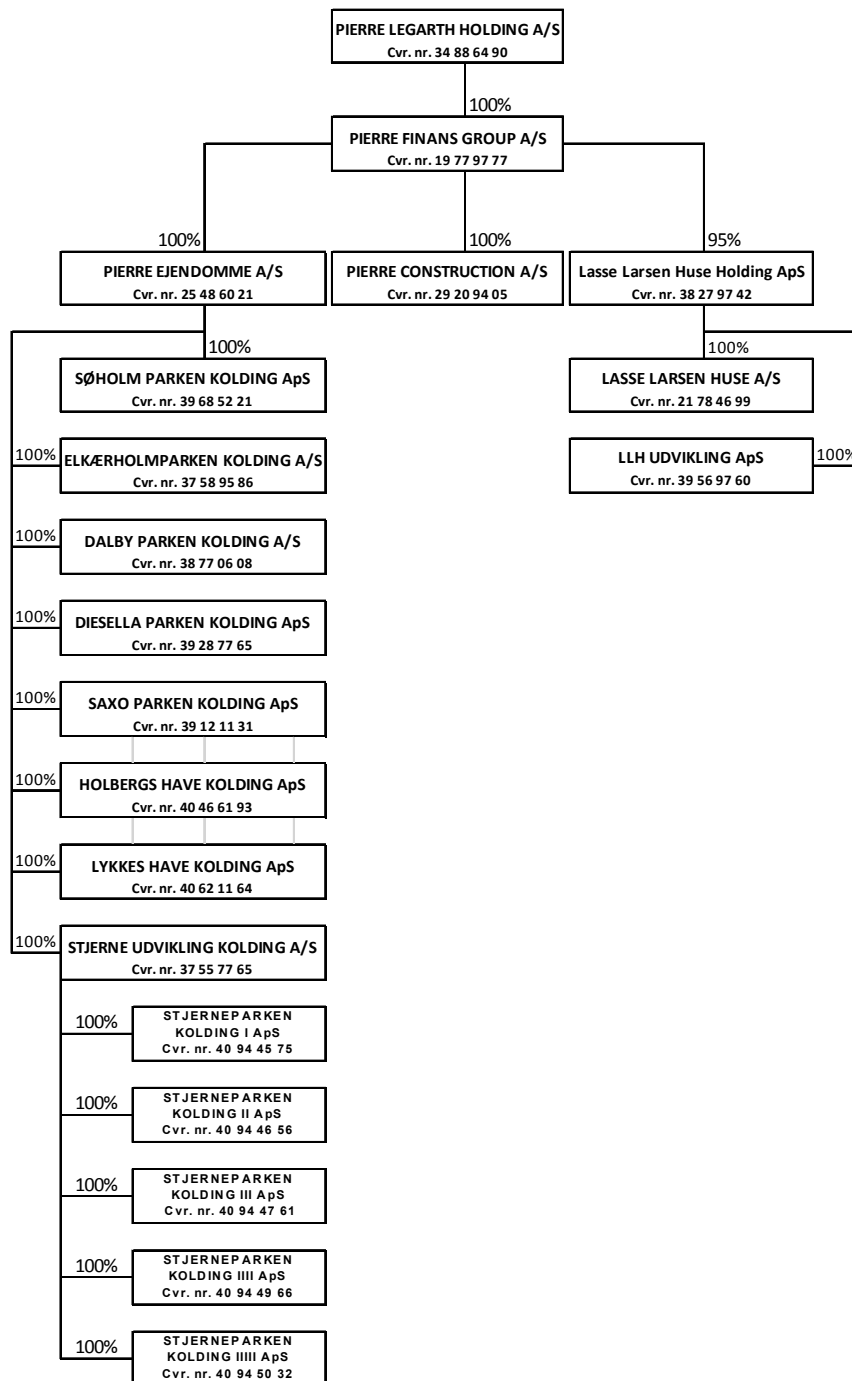 PIERRE LEGARTH HOLDING A/S
Cvr. nr. 34 88 64 90
100%
PIERRE FINANS GROUP A/S
Cvr. nr. 19 77 97 77
100%
100%
95%
PIERRE EJENDOMME A/S
Cvr. nr. 25 48 60 21
PIERRE CONSTRUCTION A/S
Cvr. nr. 29 20 94 05
Lasse Larsen Huse Holding ApS
Cvr. nr. 38 27 97 42
100%
100%
SØHOLM PARKEN KOLDING ApS
Cvr. nr. 39 68 52 21
LASSE LARSEN HUSE A/S
Cvr. nr. 21 78 46 99
100%
ELKÆRHOLMPARKEN KOLDING A/S
Cvr. nr. 37 58 95 86
LLH UDVIKLING ApS
Cvr. nr. 39 56 97 60
100%
100%
DALBY PARKEN KOLDING A/S
Cvr. nr. 38 77 06 08
100%
DIESELLA PARKEN KOLDING ApS
Cvr. nr. 39 28 77 65
100%
SAXO PARKEN KOLDING ApS
Cvr. nr. 39 12 11 31
100%
HOLBERGS HAVE KOLDING ApS
Cvr. nr. 40 46 61 93
100%
LYKKES HAVE KOLDING ApS
Cvr. nr. 40 62 11 64
100%
STJERNE UDVIKLING KOLDING A/S
Cvr. nr. 37 55 77 65
100%
STJERNEPARKEN
KOLDING I ApS
Cvr. nr. 40 94 45 75
100%
STJERNEPARKEN
KOLDING II ApS
Cvr. nr. 40 94 46 56
100%
STJERNEPARKEN
KOLDING III ApS
Cvr. nr. 40 94 47 61
100%
STJERNEPARKEN
KOLDING IIII ApS
Cvr. nr. 40 94 49 66
100%
STJERNEPARKEN
KOLDING IIIII ApS
Cvr. nr. 40 94 50 32